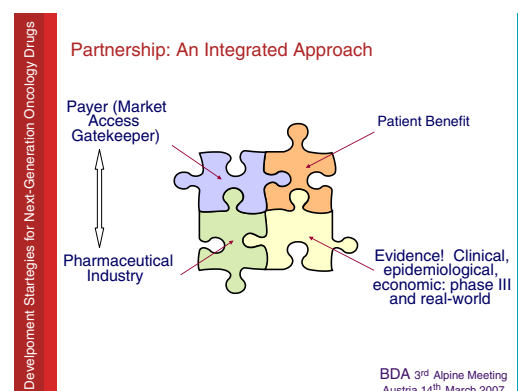 Partnership: An Integrated Approach
Payer (Market
Access
Gatekeeper)
Patient Benefit
Pharmaceutical
Industry
Evidence! Clinical,
epidemiological,
economic: phase III
and real-world
BDA 3rd Alpine Meeting
Austria 14th March 2007
Develpoment Startegies for Next-Generation Oncology Drugs